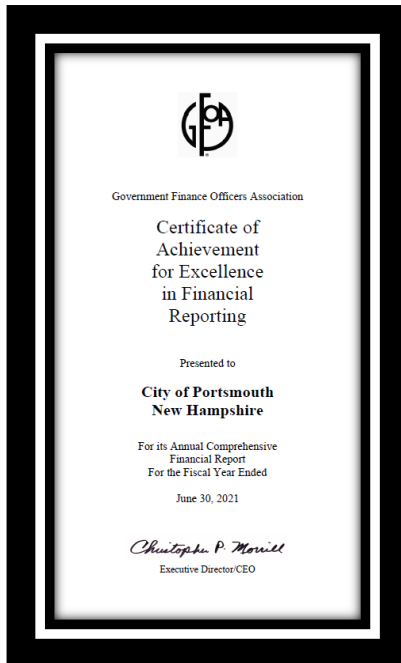 GFOA
Government Finance Officers Association
Certificate of
Achievement
for Excellence
in Financial
Reporting
Presented to
City of Portsmouth
New Hampshire
For its Annual Comprehensive
Financial Report
For the Fiscal Year Ended
June 30, 2021
Christopher P. Morrill
Executive Director/CEO